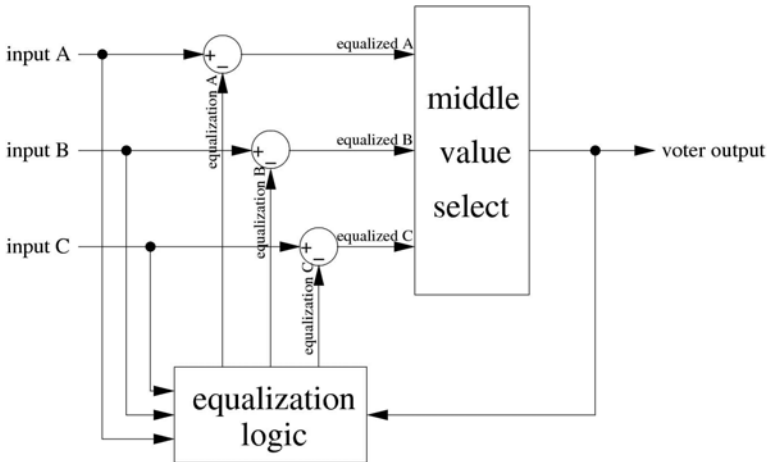 input A
+
−
equalized A
equalization A
middle
value
select
input B
+
−
equalized B
equalization B
voter output
input C
+
−
equalized C
equalization C
equalization
logic